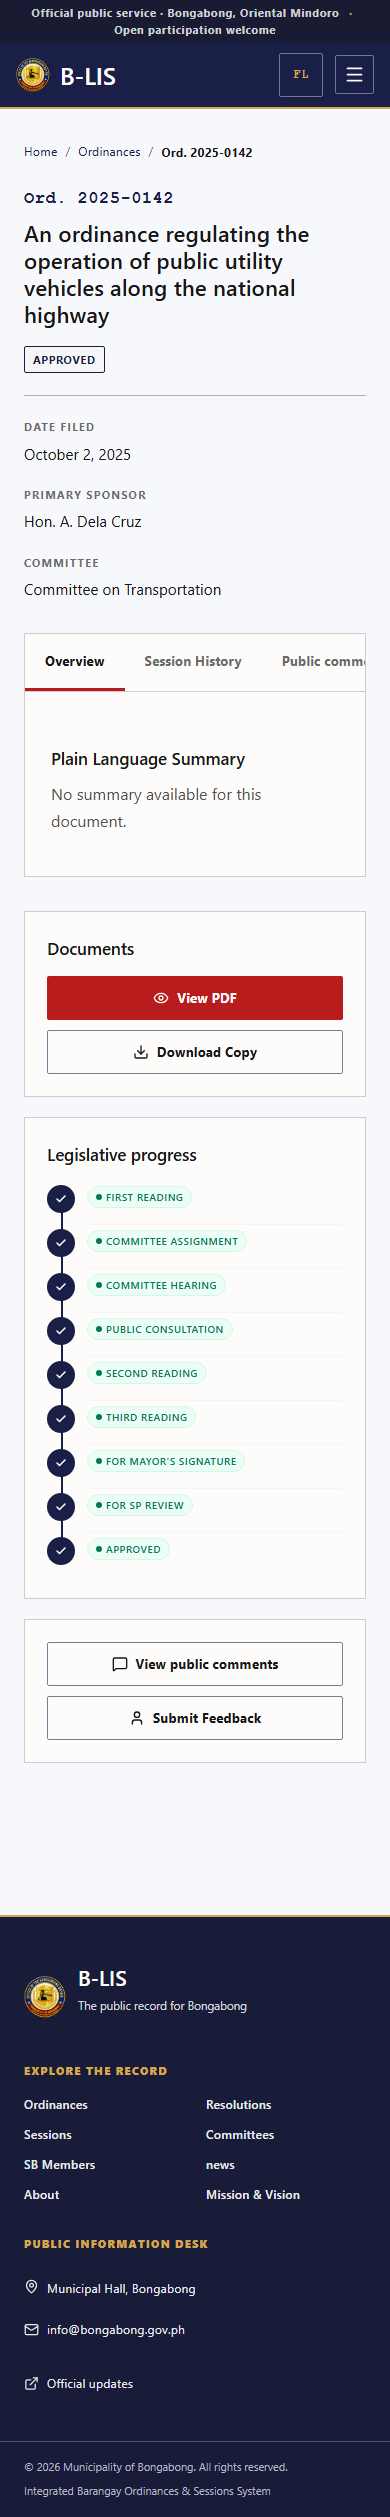 Official public service · Bongabong, Oriental Mindoro ·
Open participation welcome
B-LIS
FL
Home / Ordinances / Ord. 2025-0142
Ord. 2025-0142
An ordinance regulating the
operation of public utility
vehicles along the national
highway
APPROVED
DATE FILED
October 2, 2025
PRIMARY SPONSOR
Hon. A. Dela Cruz
COMMITTEE
Committee on Transportation
Overview Session History Public comme
Plain Language Summary
No summary available for this
document.
Documents
View PDF
Download Copy
Legislative progress
FIRST READING
COMMITTEE ASSIGNMENT
COMMITTEE HEARING
PUBLIC CONSULTATION
SECOND READING
THIRD READING
FOR MAYOR'S SIGNATURE
FOR SP REVIEW
APPROVED
View public comments
Submit Feedback
B-LIS
The public record for Bongabong
EXPLORE THE RECORD
Ordinances Resolutions
Sessions Committees
SB Members news
About Mission & Vision
PUBLIC INFORMATION DESK
Municipal Hall, Bongabong
info@bongabong.gov.ph
Official updates
© 2026 Municipality of Bongabong. All rights reserved.
Integrated Barangay Ordinances & Sessions System